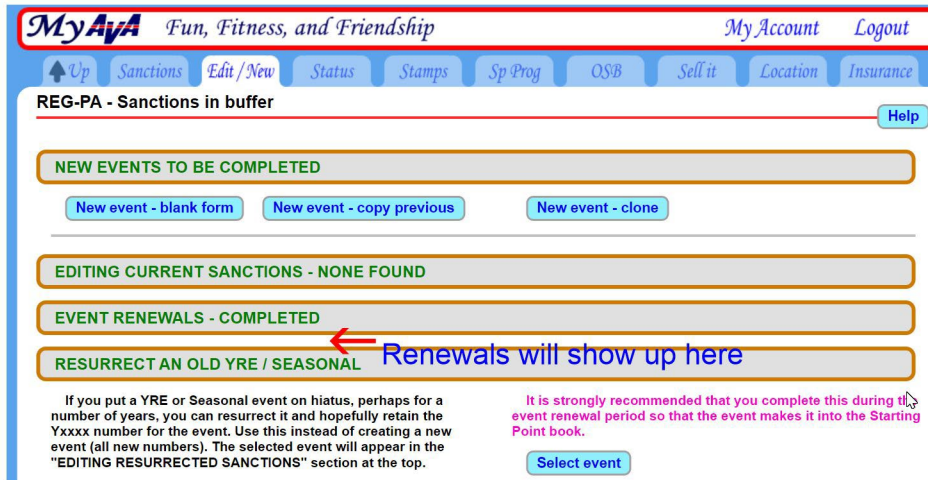 MyAVA Fun, Fitness, and Friendship My Account Logout
Up Sanctions Edit / New Status Stamps Sp Prog OSB Sell it Location Insurance
REG-PA - Sanctions in buffer
Help
NEW EVENTS TO BE COMPLETED
New event - blank form New event - copy previous New event - clone
EDITING CURRENT SANCTIONS - NONE FOUND
EVENT RENEWALS - COMPLETED
Renewals will show up here
RESURRECT AN OLD YRE / SEASONAL
If you put a YRE or Seasonal event on hiatus, perhaps for a
number of years, you can resurrect it and hopefully retain the
Yxxxx number for the event. Use this instead of creating a new
event (all new numbers). The selected event will appear in the
"EDITING RESURRECTED SANCTIONS" section at the top.
It is strongly recommended that you complete this during the
event renewal period so that the event makes it into the Starting
Point book.
Select event